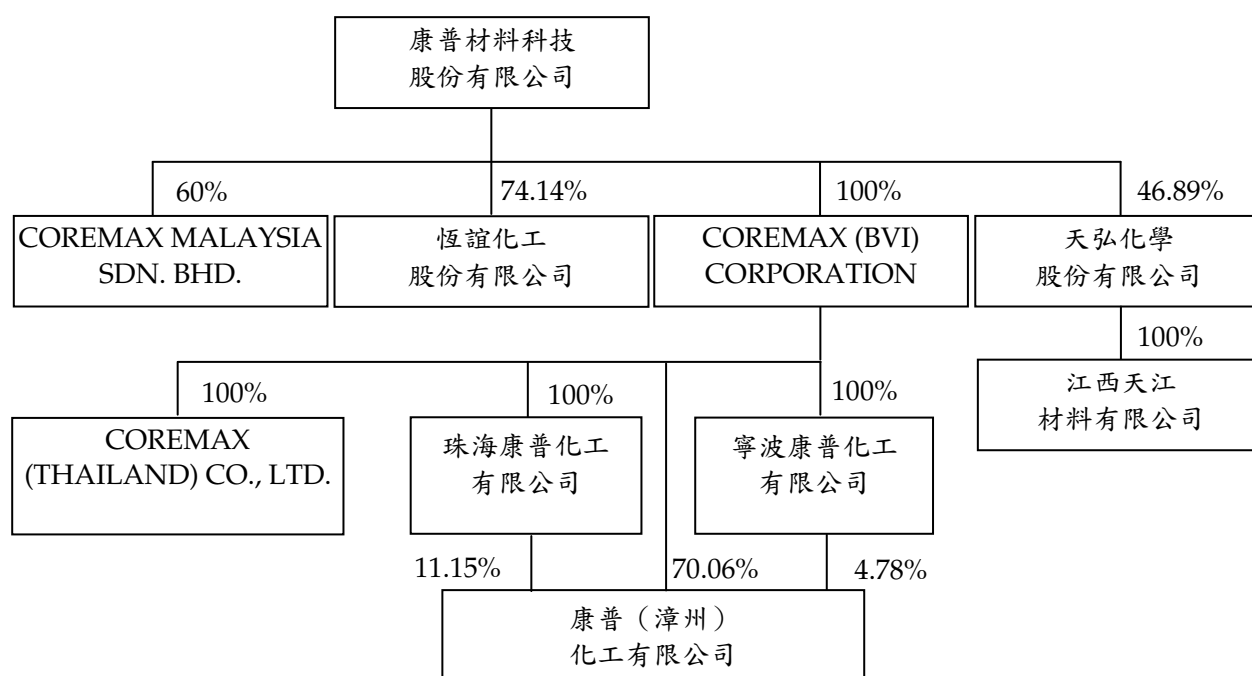 康普材料科技
股份有限公司
60%
74.14%
100%
46.89%
COREMAX MALAYSIA
SDN. BHD.
恆誼化工
股份有限公司
COREMAX (BVI)
CORPORATION
天弘化學
股份有限公司
100%
100%
100%
100%
COREMAX
(THAILAND) CO., LTD.
珠海康普化工
有限公司
寧波康普化工
有限公司
江西天江
材料有限公司
11.15%
70.06%
4.78%
康普（漳州）
化工有限公司